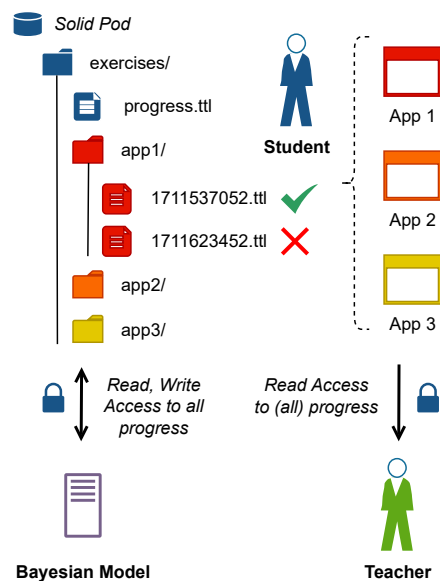 Solid Pod
exercises/
progress.ttl
app1/
1711537052.ttl
1711623452.ttl
app2/
app3/
Student
App 1
App 2
App 3
Read, Write
Access to all
progress
Read Access
to (all) progress
Bayesian Model
Teacher